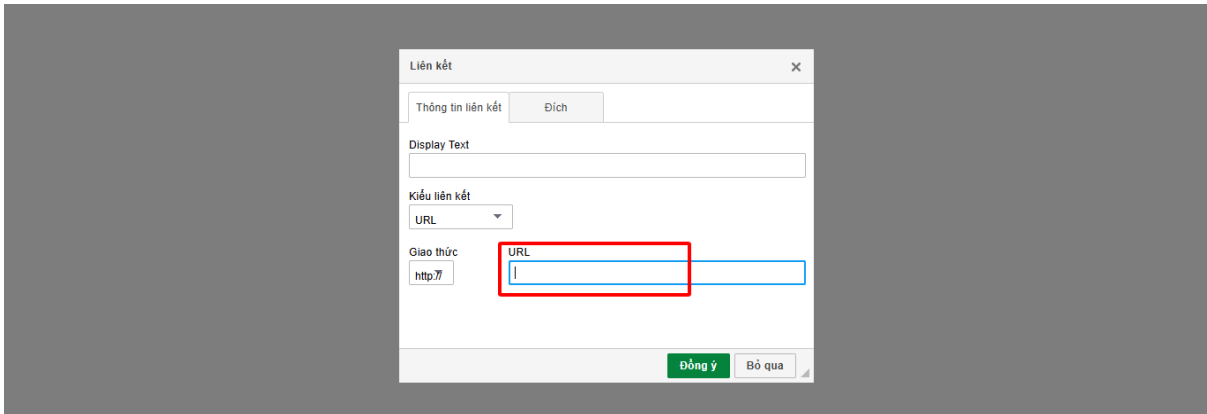 Liên kết
Thông tin liên kết Đích
Display Text
Kiểu liên kết
URL
Giao thức URL
http://
Đồng ý Bỏ qua